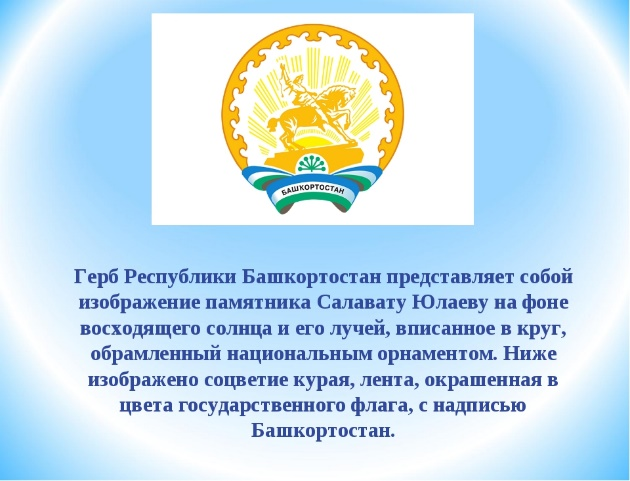 БАШҠОРТОСТАН
Герб Республики Башкортостан представляет собой
изображение памятника Салавату Юлаеву на фоне
восходящего солнца и его лучей, вписанное в круг,
обрамленный национальным орнаментом. Ниже
изображено соцветие курая, лента, окрашенная в
цвета государственного флага, с надписью
Башкортостан.